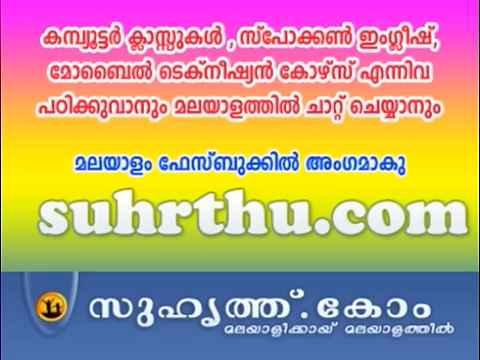 കമ്പ്യൂട്ടർ ക്ലാസ്സുകൾ , സ്പോക്കൺ ഇംഗ്ലീഷ്,
മോബൈൽ ടെക്നീഷ്യൻ കോഴ്സ് എന്നിവ
പഠിക്കുവാനും മലയാളത്തിൽ ചാറ്റ് ചെയ്യാനും
മലയാളം ഫേസ്ബുക്കിൽ അംഗമാകു
suhrthu.com
സുഹൃത്ത്.കോം
മലയാളിക്കായ് മലയാളത്തിൽ